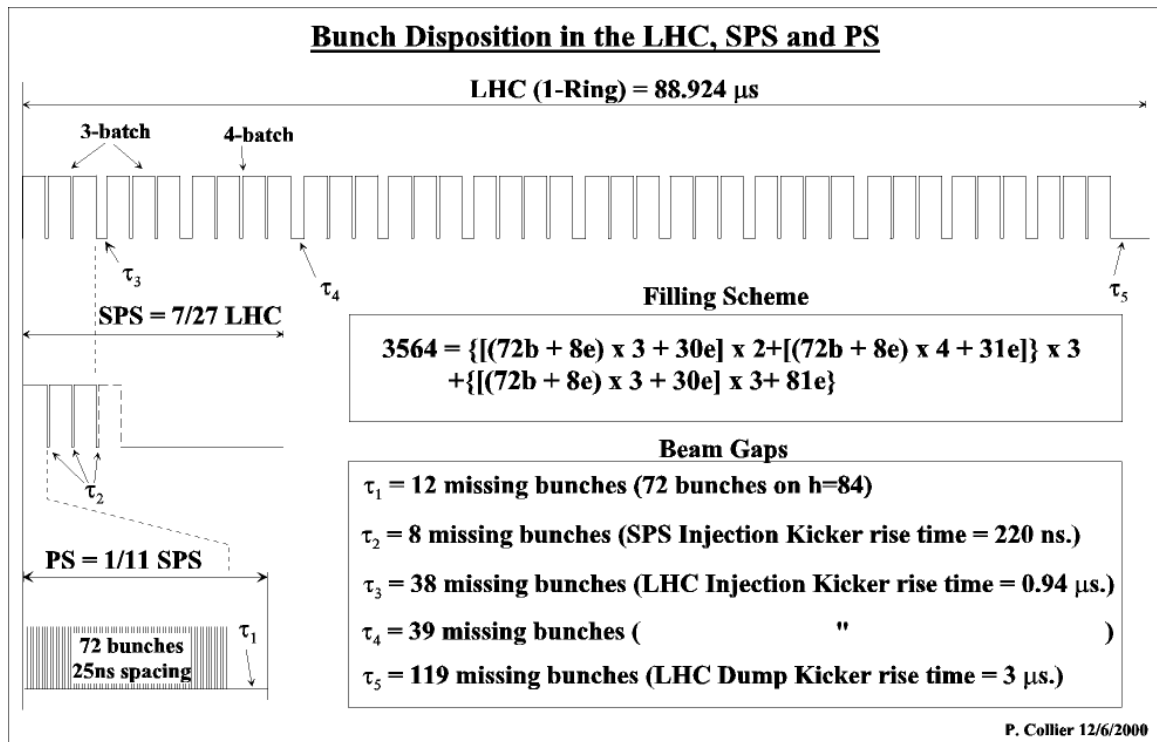 Bunch Disposition in the LHC, SPS and PS
LHC (1-Ring) = 88.924 μs
3-batch
4-batch
τ3
τ4
τ5
SPS = 7/27 LHC
Filling Scheme
3564 = {[(72b + 8e) x 3 + 30e] x 2+[(72b + 8e) x 4 + 31e]} x 3
+{[(72b + 8e) x 3 + 30e] x 3+ 81e}
τ2
Beam Gaps
τ1 = 12 missing bunches (72 bunches on h=84)
τ2 = 8 missing bunches (SPS Injection Kicker rise time = 220 ns.)
PS = 1/11 SPS
τ3 = 38 missing bunches (LHC Injection Kicker rise time = 0.94 μs.)
τ1
τ4 = 39 missing bunches ( " )
72 bunches
25ns spacing
τ5 = 119 missing bunches (LHC Dump Kicker rise time = 3 μs.)
P. Collier 12/6/2000